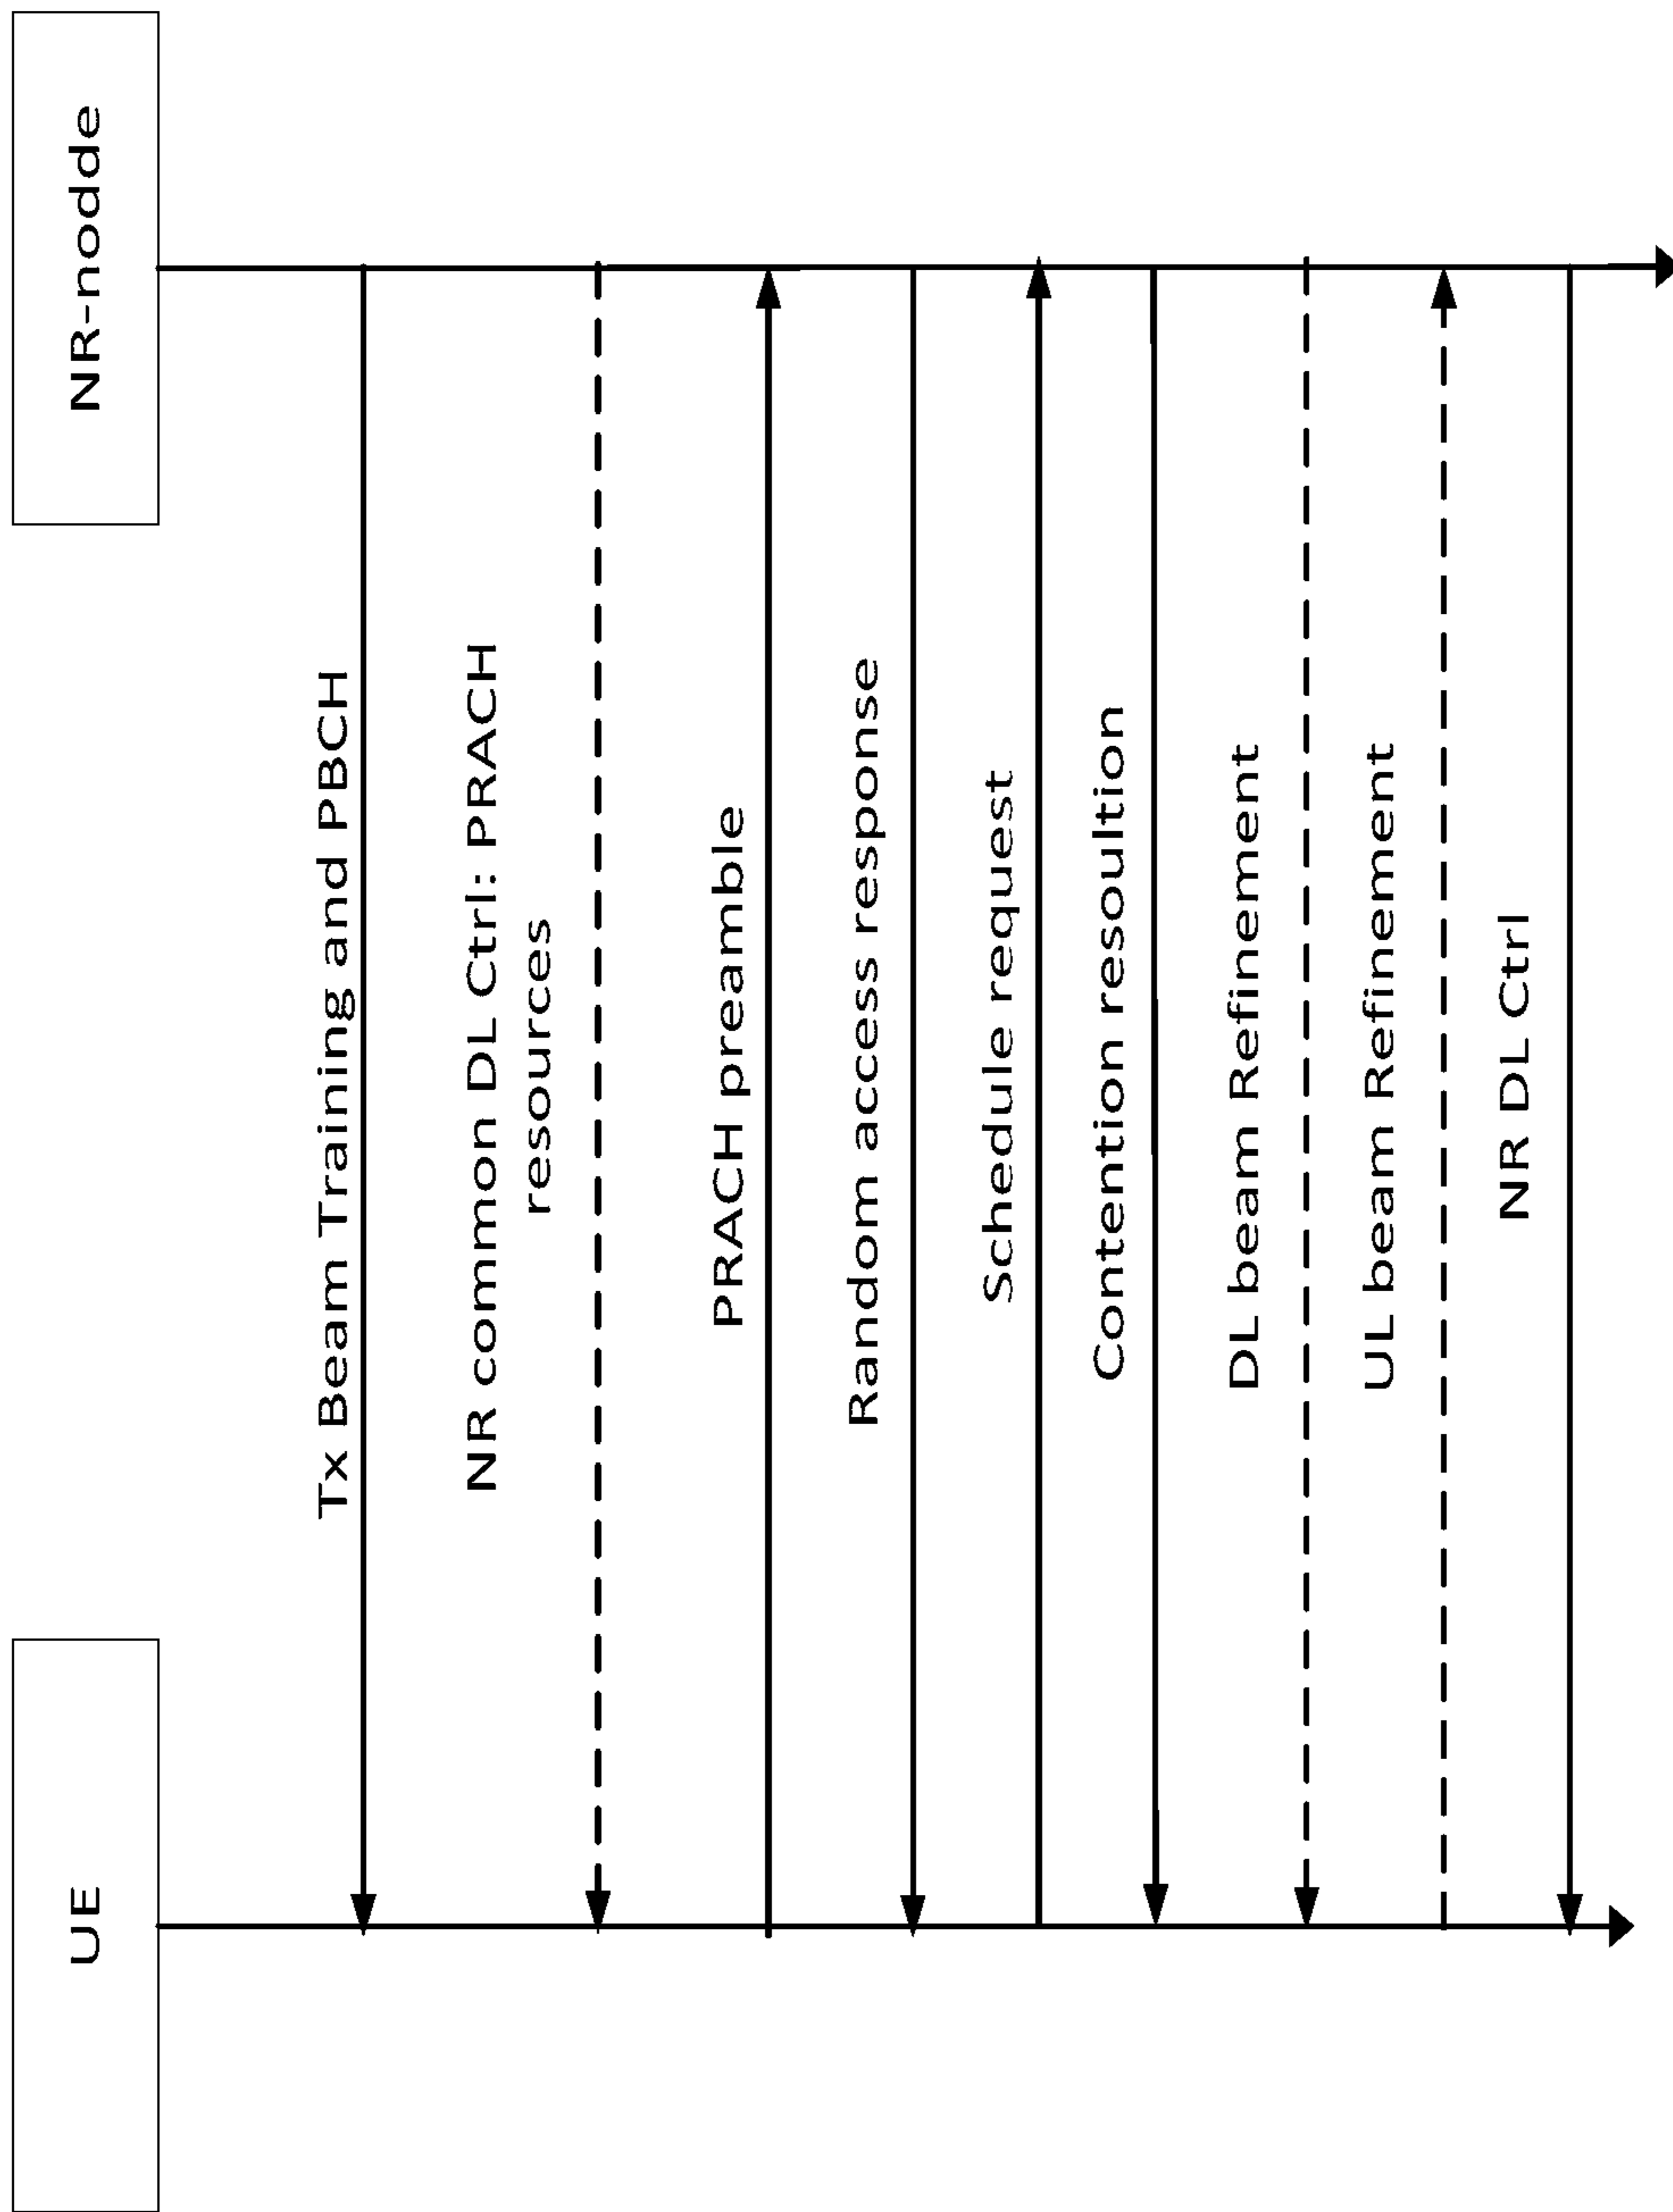 UE
NR-nodde
Tx Beam Training and PBCH
NR common DL Ctrl: PRACH
resources
PRACH preamble
Random access response
Schedule request
Contention resoultion
DL beam Refinement
UL beam Refinement
NR DL Ctrl